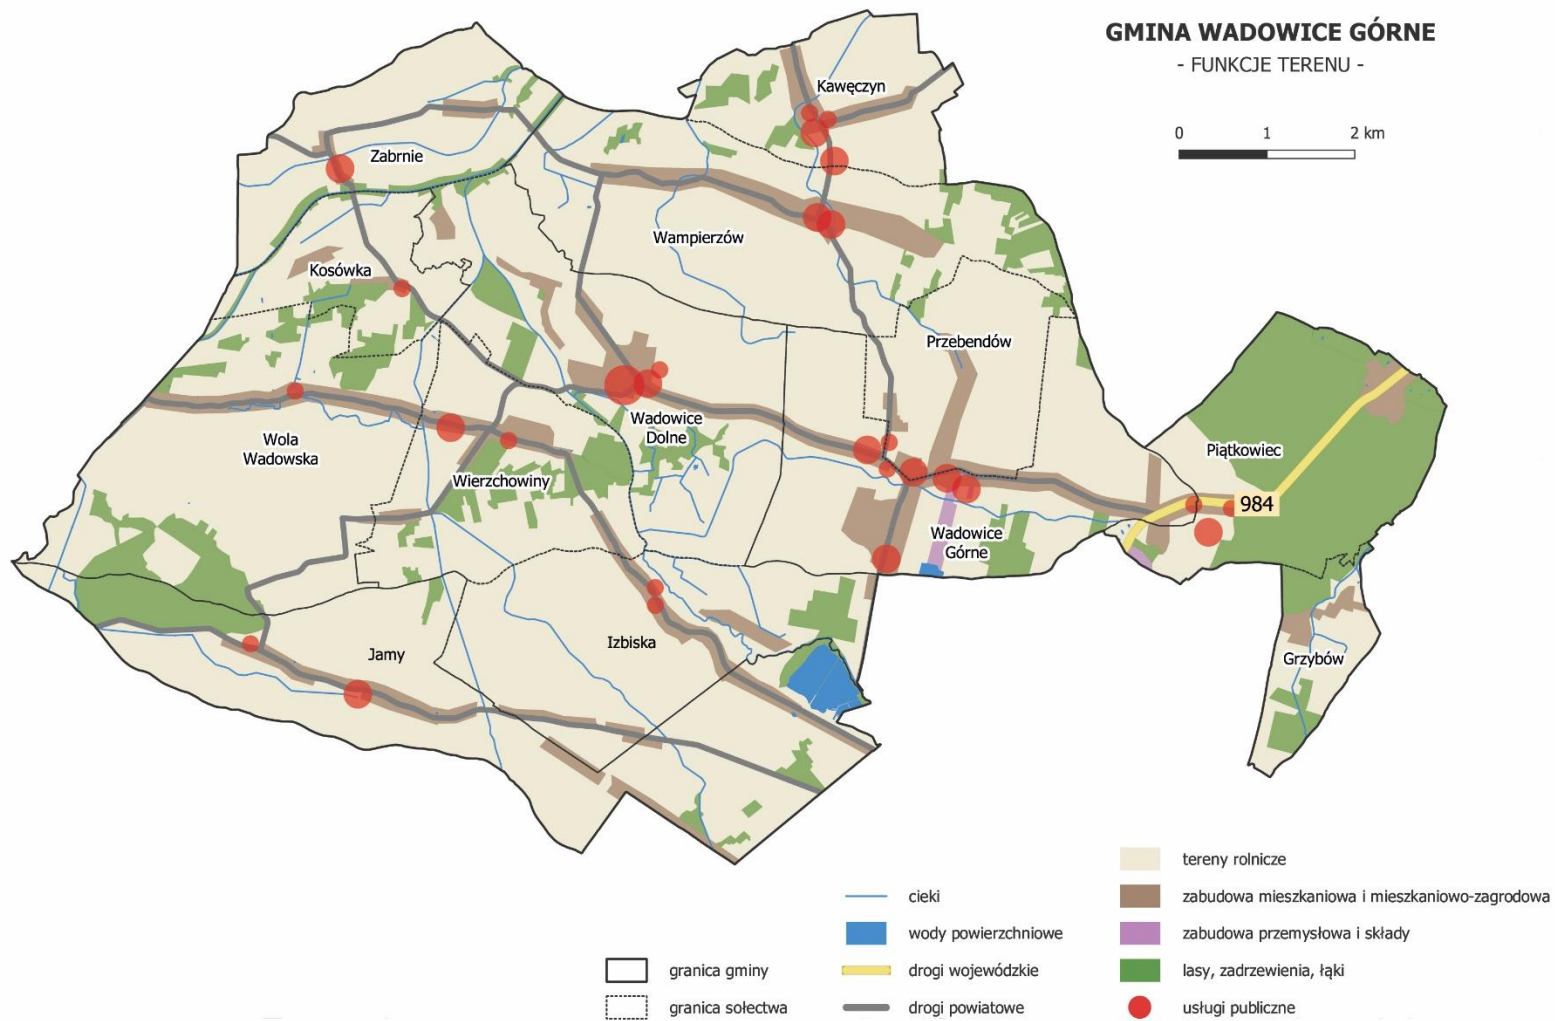 GMINA WADOWICE GÓRNE
- FUNKCJE TERENU -
0 1 2 km
Kawęczyn
Zabrnie
Wampierzów
Kosówka
Przebendów
Wadowice
Dolne
Wola
Wadowska
Piątkowiec
Wierzchowiny
984
Wadowice
Górne
Izbiska
Jamy
Grzybów
tereny rolnicze
cieki
zabudowa mieszkaniowa i mieszkaniowo-zagrodowa
wody powierzchniowe
zabudowa przemysłowa i składy
granica gminy
drogi wojewódzkie
lasy, zadrzewienia, łąki
granica sołectwa
drogi powiatowe
usługi publiczne